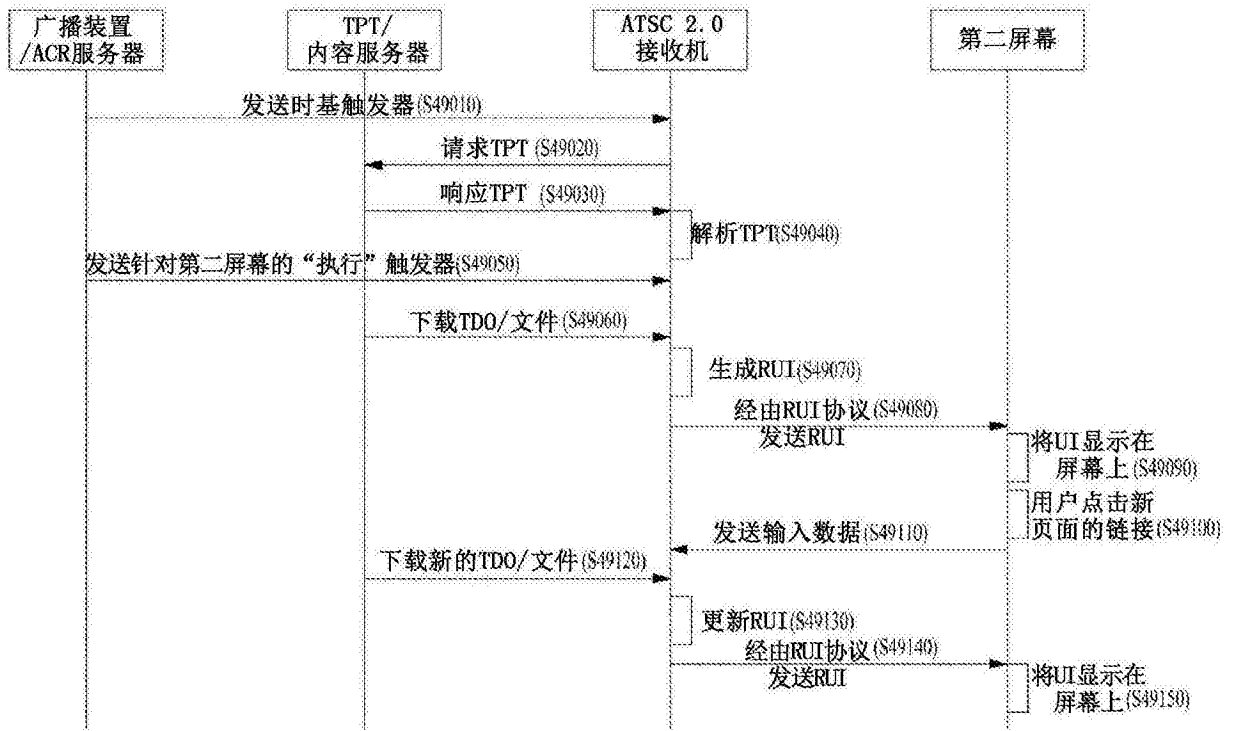 广播装置
/ACR服务器
TPT/
内容服务器
ATSC 2.0
接收机
第二屏幕
发送时基触发器(S49010)
请求TPT (S49020)
响应TPT (S49030)
解析TPT(S49040)
发送针对第二屏幕的“执行”触发器(S49050)
下载TDO/文件(S49060)
生成RUI(S49070)
经由RUI协议(S49080)
发送RUI
将UI显示在
屏幕上(S49090)
用户点击新
页面的链接(S49100)
发送输入数据(S49110)
下载新的TDO/文件(S49120)
更新RUI(S49130)
经由RUI协议(S49140)
发送RUI
将UI显示在
屏幕上(S49150)